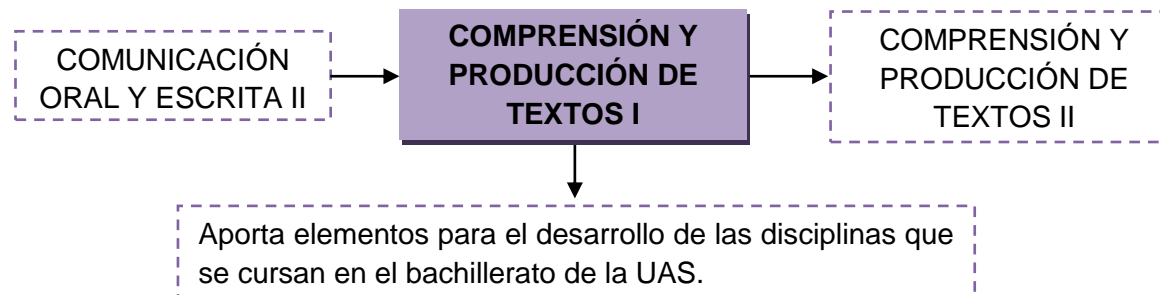 COMUNICACIÓN
ORAL Y ESCRITA II
COMPRENSIÓN Y
PRODUCCIÓN DE
TEXTOS I
COMPRENSIÓN Y
PRODUCCIÓN DE
TEXTOS II
Aporta elementos para el desarrollo de las disciplinas que
se cursan en el bachillerato de la UAS.